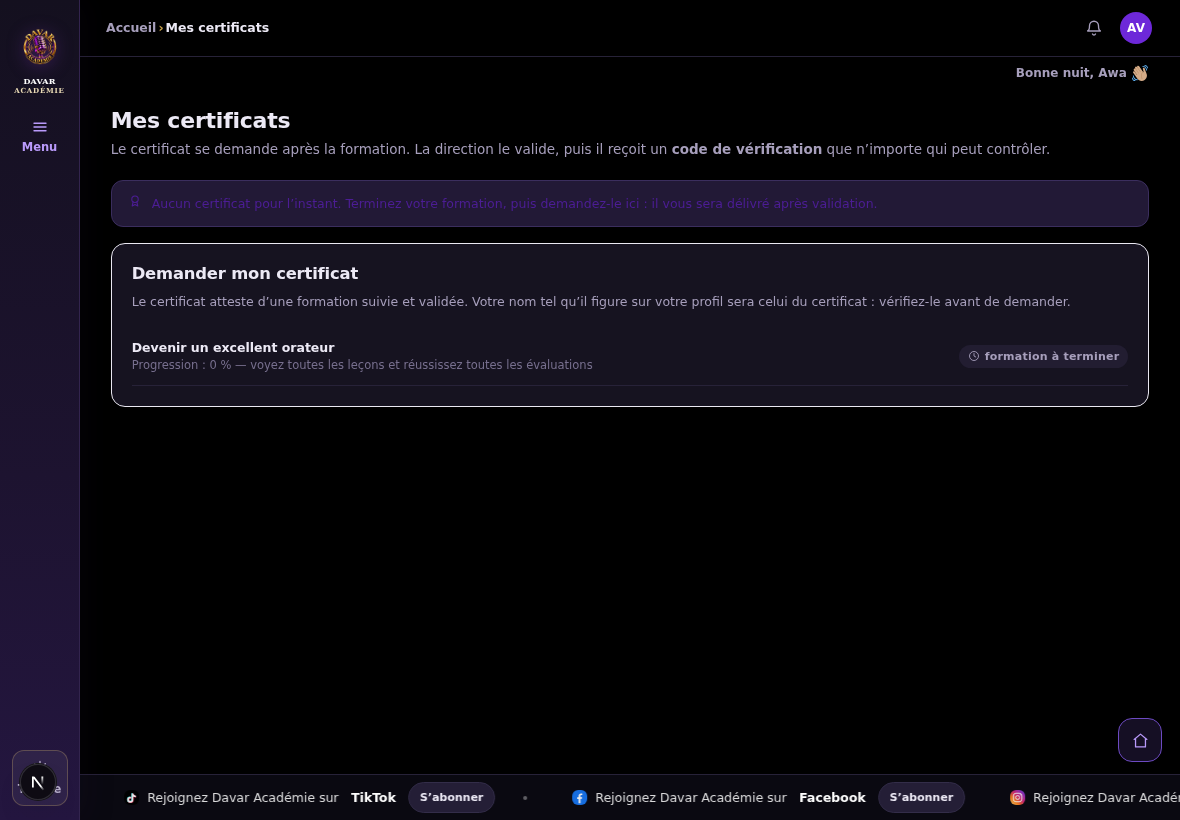 Accueil › Mes certificats
AV
DAVAR
ACADÉMIE
Menu
Bonne nuit, Awa 👋🏽
Mes certificats
Le certificat se demande après la formation. La direction le valide, puis il reçoit un code de vérification que n’importe qui peut contrôler.
Aucun certificat pour l’instant. Terminez votre formation, puis demandez-le ici : il vous sera délivré après validation.
Demander mon certificat
Le certificat atteste d’une formation suivie et validée. Votre nom tel qu’il figure sur votre profil sera celui du certificat : vérifiez-le avant de demander.
Devenir un excellent orateur
Progression : 0 % — voyez toutes les leçons et réussissez toutes les évaluations
formation à terminer
N
Rejoignez Davar Académie sur TikTok S’abonner • Rejoignez Davar Académie sur Facebook S’abonner Rejoignez Davar